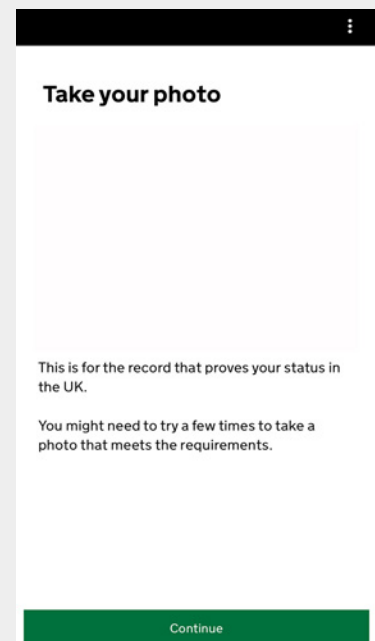 Take your photo
This is for the record that proves your status in
the UK.
You might need to try a few times to take a
photo that meets the requirements.
Continue